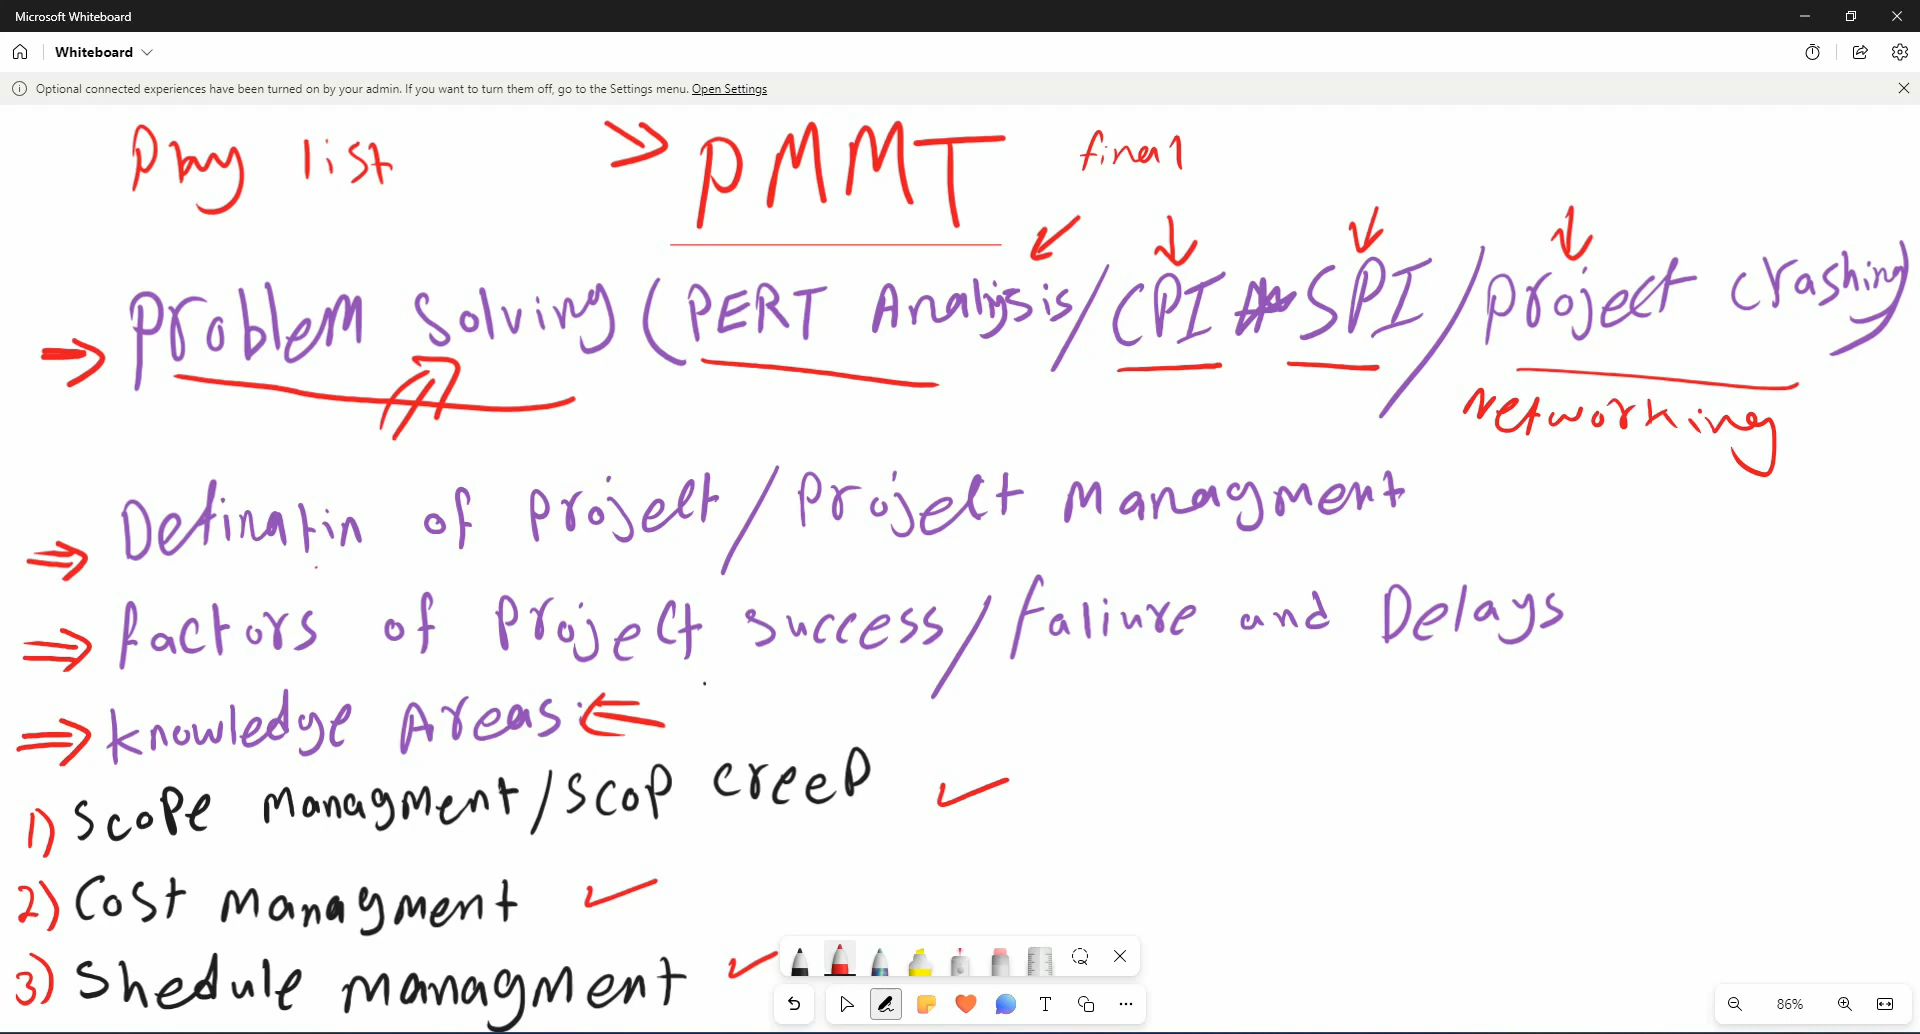 Microsoft Whiteboard
Whiteboard
Optional connected experiences have been turned on by your admin. If you want to turn them off, go to the Settings menu. Open Settings
Play list >> PMMT final
Problem Solving (PERT Analysis / CPI SPI / Project crashing
Networking
Definatin of Project / Project Managment
factors of Project success / faliure and Delays
knowledge Areas:
1) Scope Managment / Scop creep
2) Cost Managment
3) Shedule managment
86%